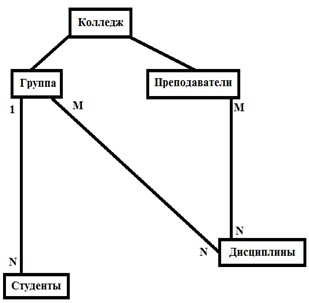 Колледж
Группа
Преподаватели
1
М
М
N
N
N
Дисциплины
Студенты